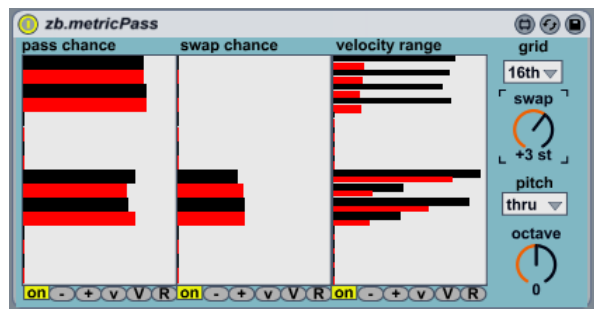 zb.metricPass
pass chance swap chance velocity range grid
16th
swap
+3 st
pitch
thru
octave
0
on - + v V R on - + v V R on - + v V R